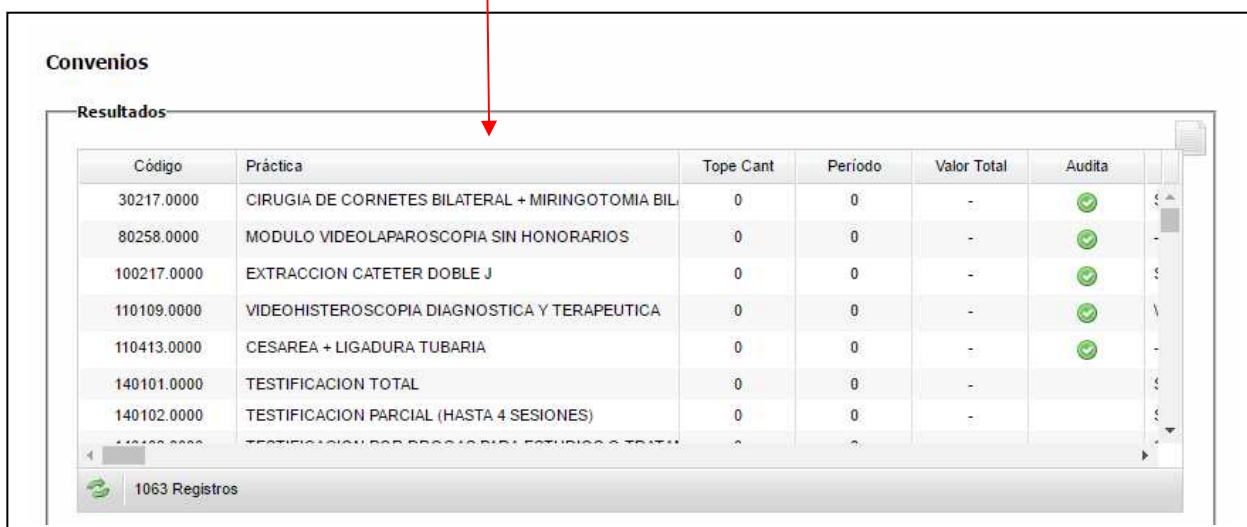 Convenios
Resultados
Código Práctica Tope Cant Período Valor Total Audita
30217.0000 CIRUGIA DE CORNETES BILATERAL + MIRINGOTOMIA 0 0 -
80258.0000 MODULO VIDEOLAPAROSCOPIA SIN HONORARIOS 0 0 - -
100217.0000 EXTRACCION CATETER DOBLE J 0 0 -
110109.0000 VIDEOHISTEROSCOPIA DIAGNOSTICA Y TERAPEUTICA 0 0 -
110413.0000 CESAREA + LIGADURA TUBARIA 0 0 - -
140101.0000 TESTIFICACION TOTAL 0 0 -
140102.0000 TESTIFICACION PARCIAL (HASTA 4 SESIONES) 0 0 -
1063 Registros